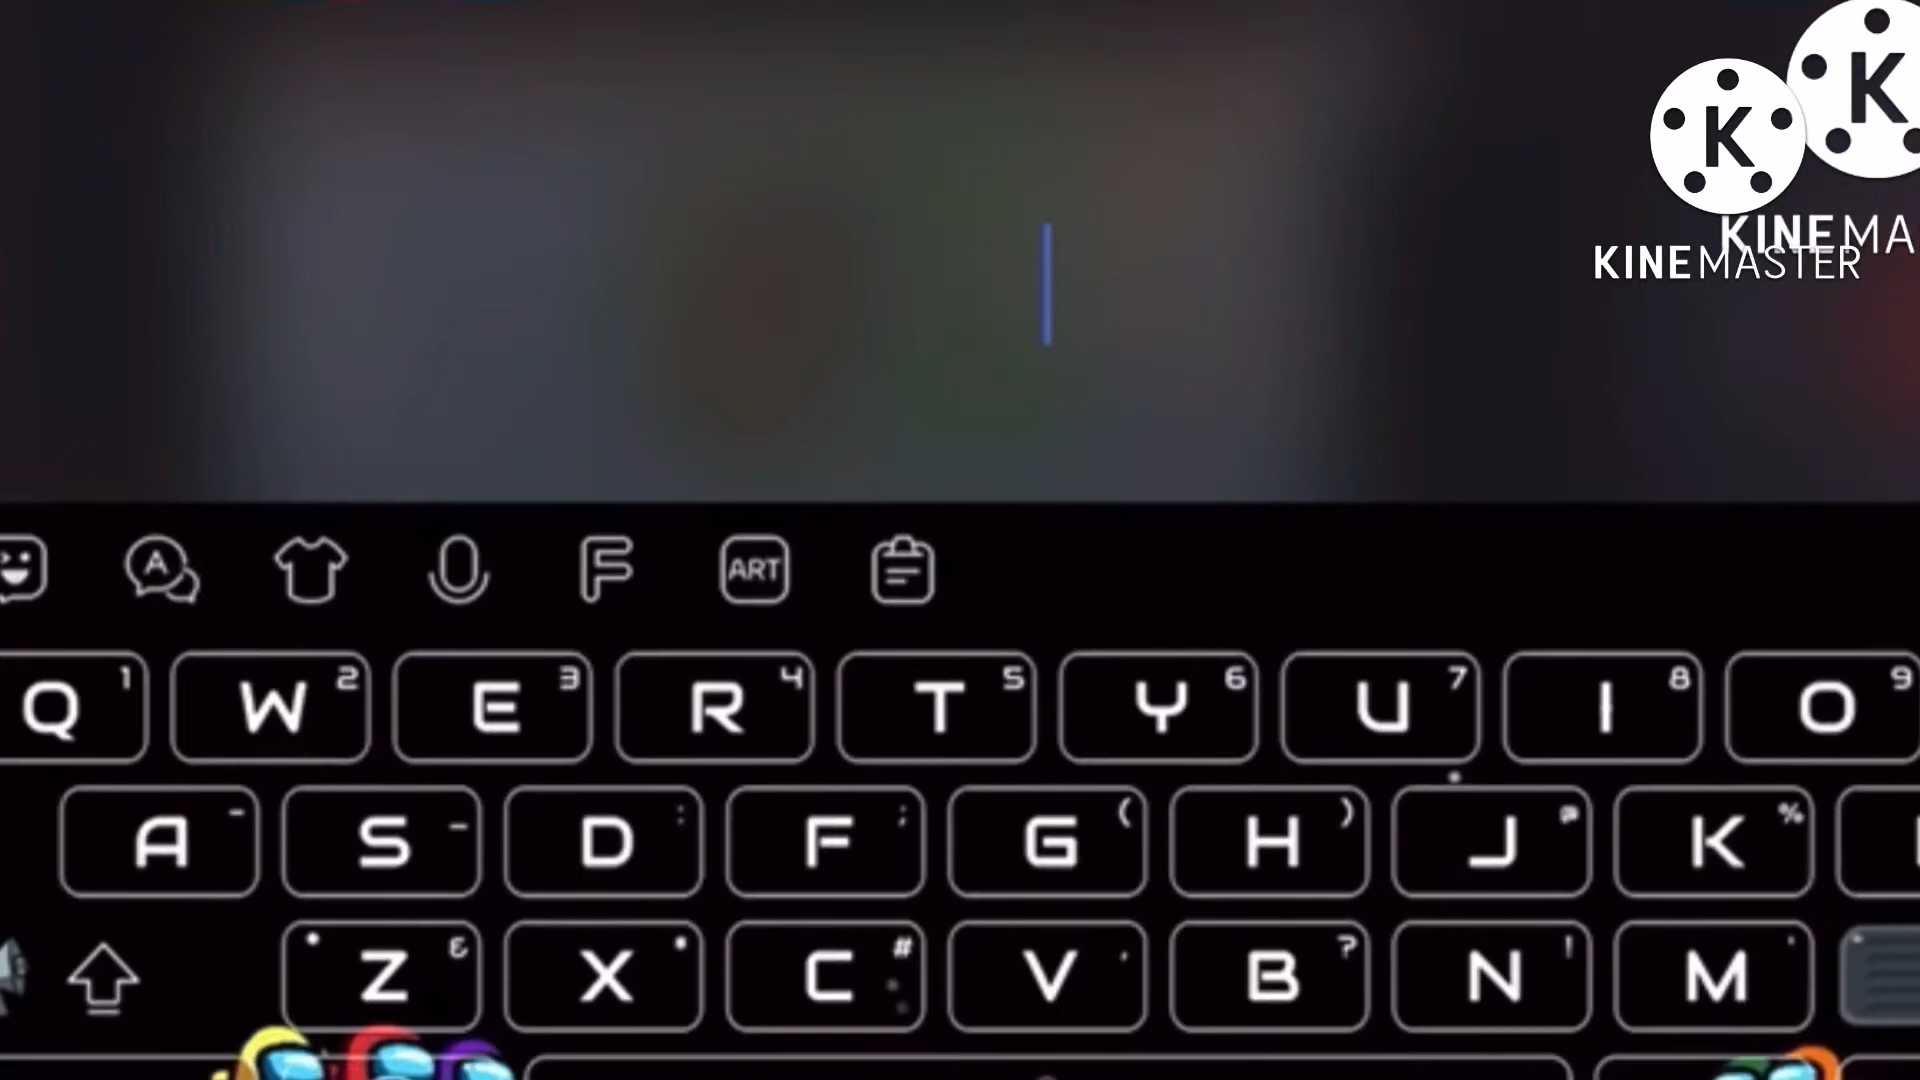 K
K
KINEMA
KINEMASTER
A F ART
Q 1 W 2 E 3 R 4 T 5 Y 6 U 7 I 8 O 9
A - S _ D : F ; G ( H ) J @ K %
Z & X * C # V , B ? N ! M '